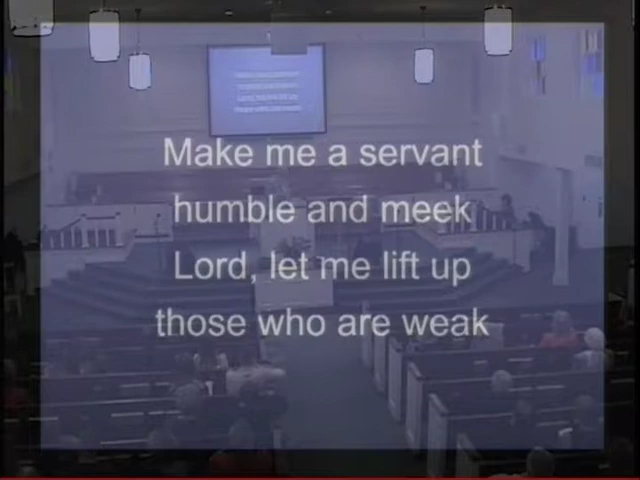 Make me a servant
humble and meek
Lord, let me lift up
those who are weak